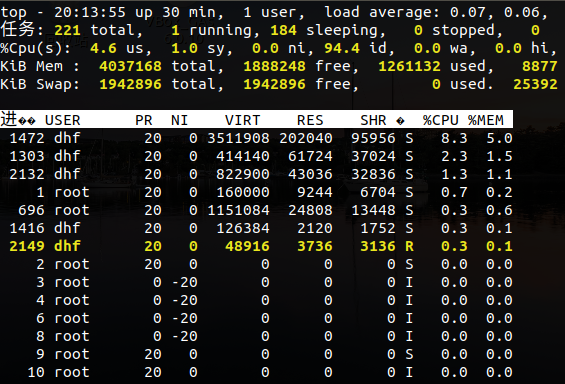 top - 20:13:55 up 30 min,  1 user,  load average: 0.07, 0.06,
任务: 221 total,   1 running, 184 sleeping,   0 stopped,   0
%Cpu(s):  4.6 us,  1.0 sy,  0.0 ni, 94.4 id,  0.0 wa,  0.0 hi,
KiB Mem :  4037168 total,  1888248 free,  1261132 used,   8877
KiB Swap:  1942896 total,  1942896 free,        0 used.  25392
进�� USER      PR  NI    VIRT    RES    SHR �  %CPU %MEM
1472 dhf       20   0 3511908 202040  95956 S   8.3  5.0
1303 dhf       20   0  414140  61724  37024 S   2.3  1.5
2132 dhf       20   0  822900  43036  32836 S   1.3  1.1
1 root      20   0  160000   9244   6704 S   0.7  0.2
696 root      20   0 1151084  24808  13448 S   0.3  0.6
1416 dhf       20   0  126384   2120   1752 S   0.3  0.1
2149 dhf       20   0   48916   3736   3136 R   0.3  0.1
2 root      20   0       0      0      0 S   0.0  0.0
3 root       0 -20       0      0      0 I   0.0  0.0
4 root       0 -20       0      0      0 I   0.0  0.0
6 root       0 -20       0      0      0 I   0.0  0.0
8 root       0 -20       0      0      0 I   0.0  0.0
9 root      20   0       0      0      0 S   0.0  0.0
10 root      20   0       0      0      0 I   0.0  0.0